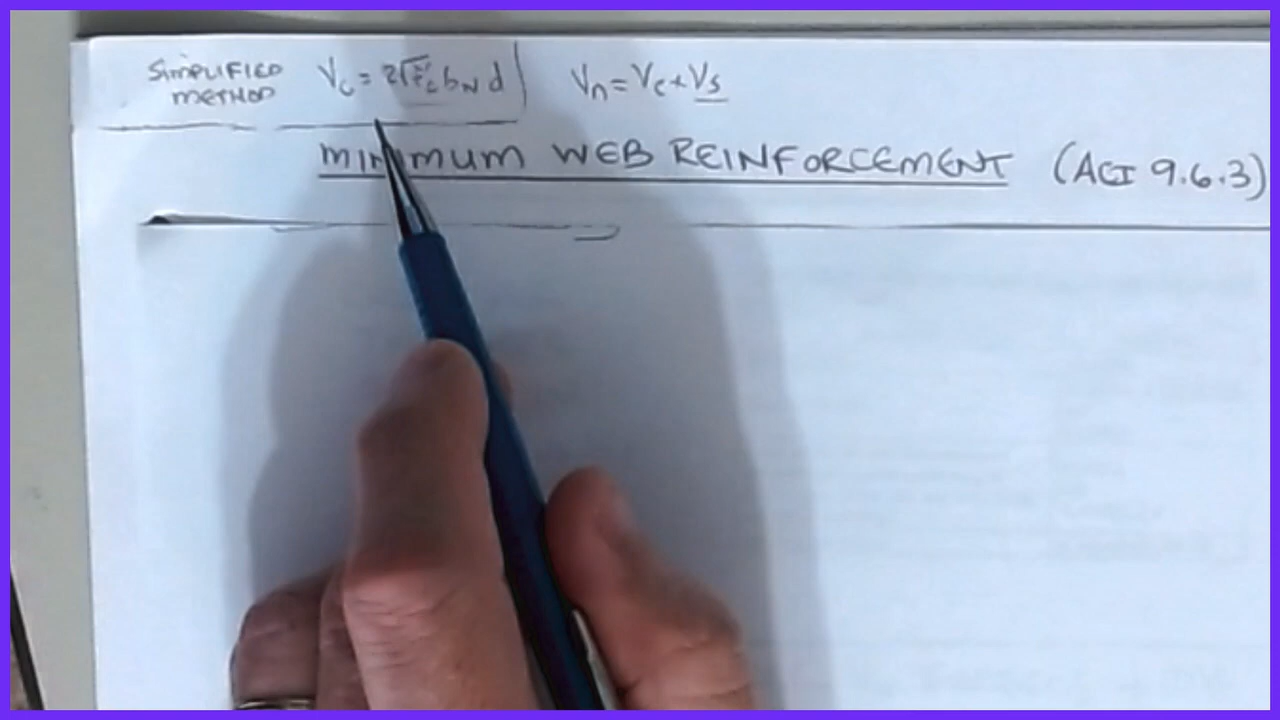 SIMPLIFIED METHOD Vc = 2√f'c bw d Vn = Vc + Vs
MINIMUM WEB REINFORCEMENT (ACI 9.6.3)